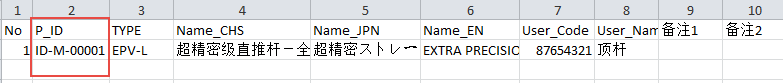 1 2 3 4 5 6 7 8 9 10
No P_ID TYPE Name_CHS Name_JPN Name_EN User_Code User_Nam 备注1 备注2
1 ID-M-00001 EPV-L 超精密级直推杆－全 超精密ストレー EXTRA PRECISIO 87654321 顶杆